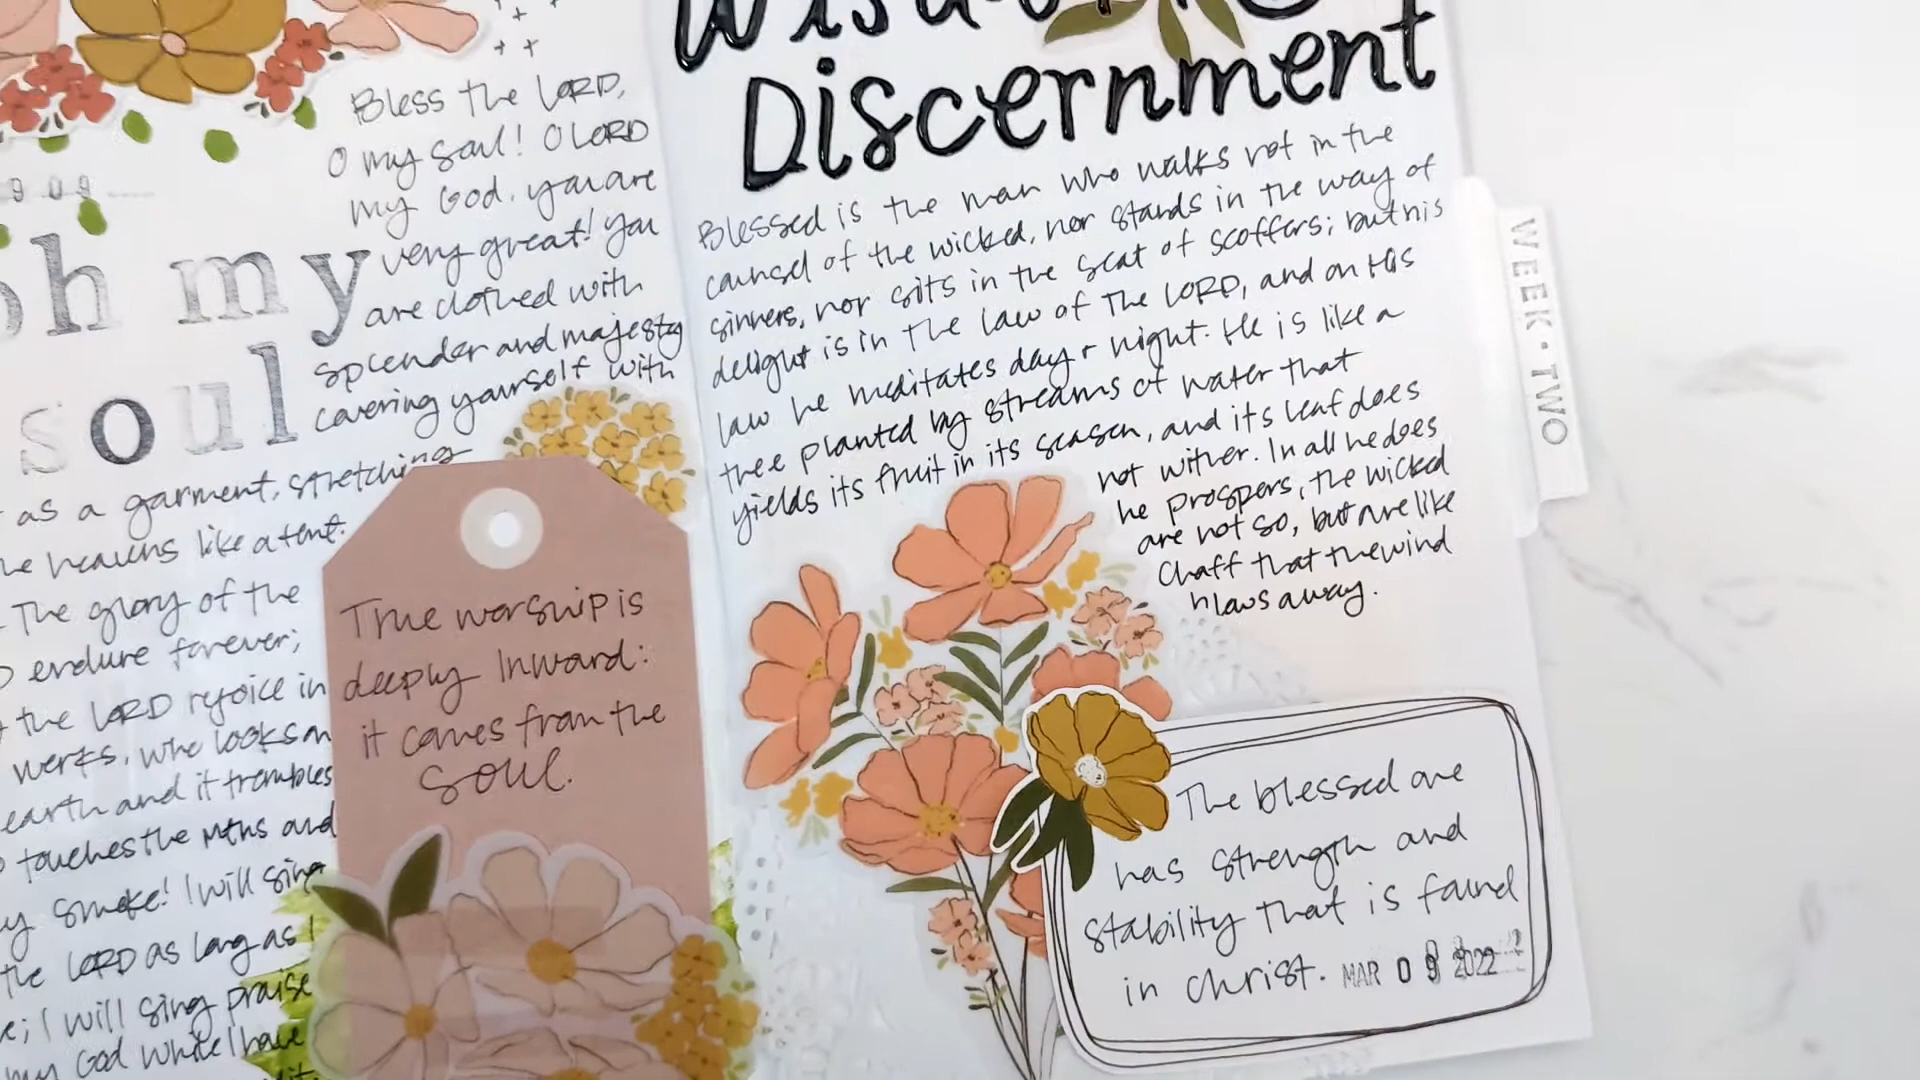 Bless the LORD,
O my soul! O LORD
my God, you are
very great! You
are clothed with
splender and majesty
covering yourself with
as a garment, stretching
heavens like a tent.
The glory of the
endure forever;
the LORD rejoice in
works, who looks on
earth and it trembles
touches the mtns and
smoke! I will sing
the LORD as long as I
I will sing praise
my God while I have
oh my
soul
True worship is
deeply inward:
it comes from the
soul.
Discernment
Blessed is the man who walks not in the
counsel of the wicked, nor stands in the way of
sinners, nor sits in the seat of scoffers; but his
delight is in the law of the LORD, and on His
law he meditates day + night. He is like a
tree planted by streams of water that
yields its fruit in its season, and its leaf does
not wither. In all he does
he prospers, the wicked
are not so, but are like
chaff that the wind
blows away.
The blessed are
has strength and
stability that is found
in Christ. MAR 09 2022
WEEK·TWO